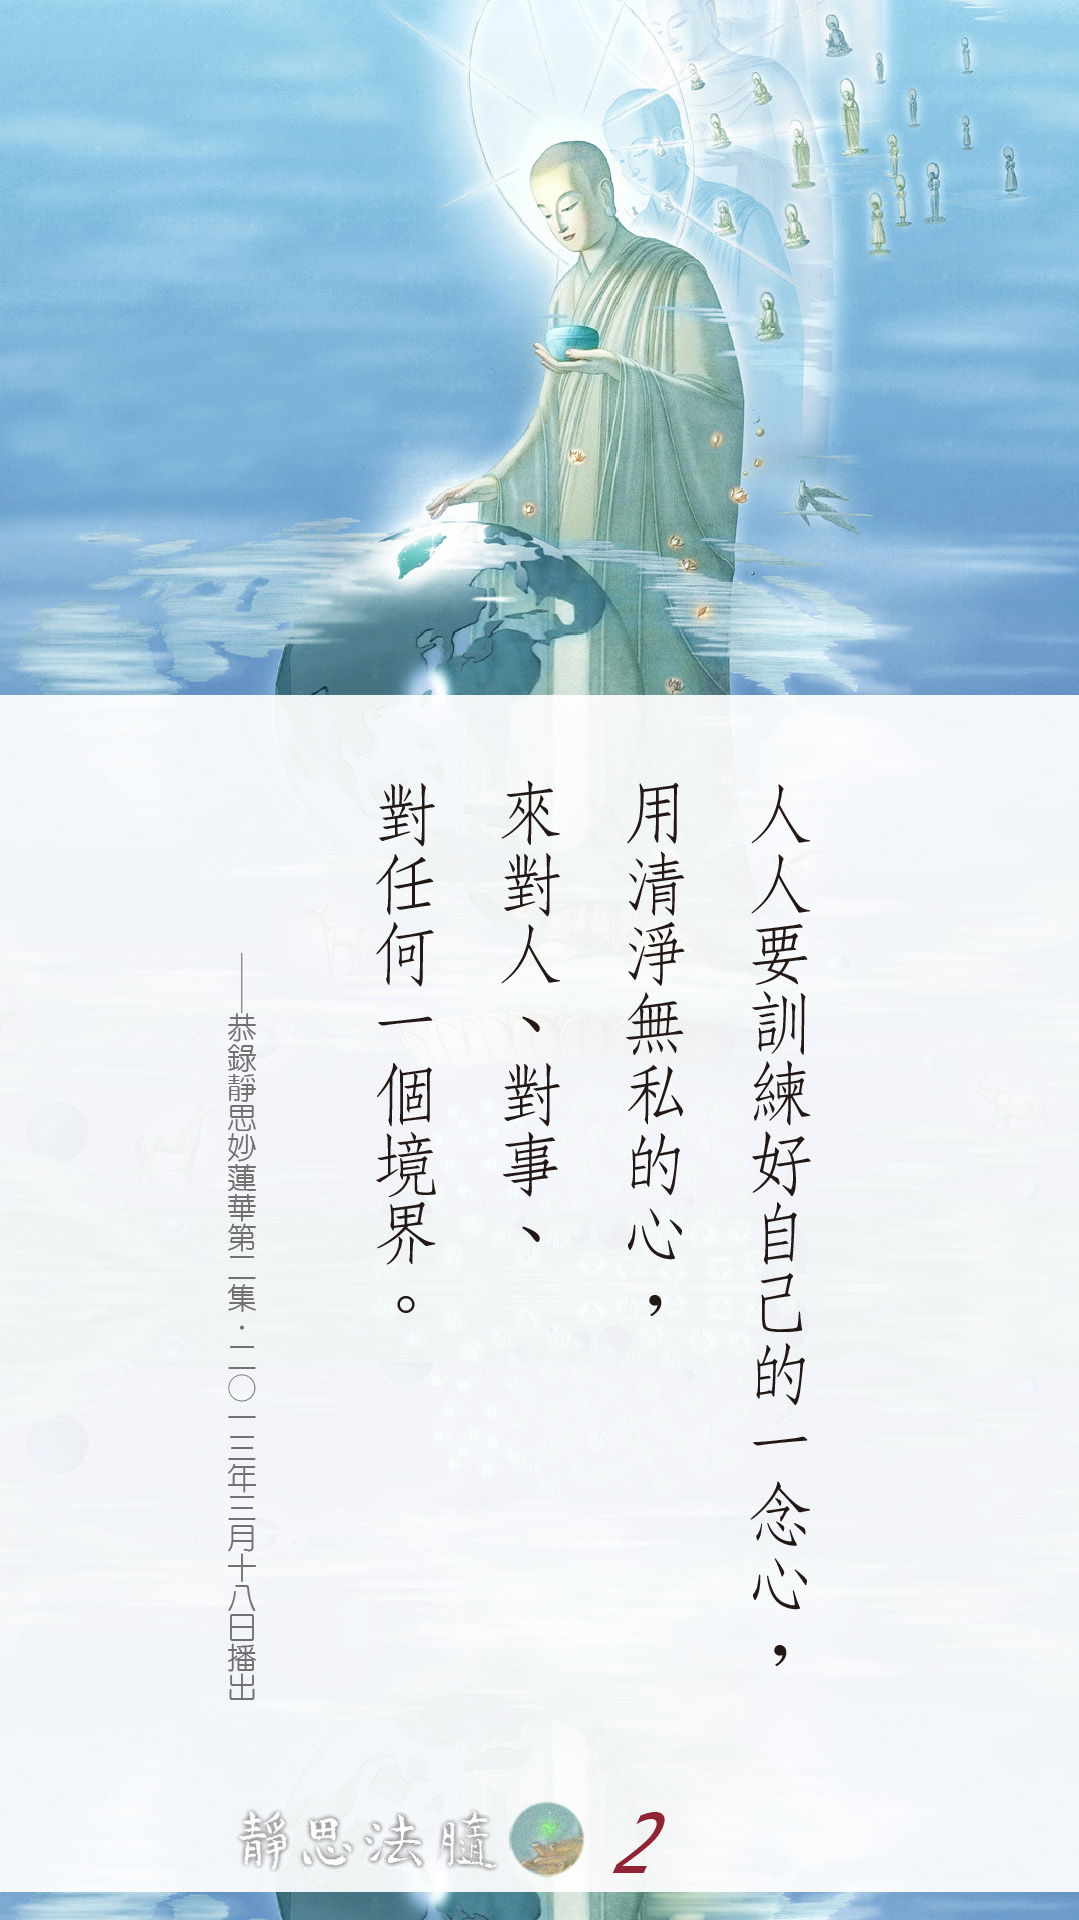 人人要訓練好自己的一念心，
用清淨無私的心，
來對人、對事、
對任何一個境界。
——恭錄靜思妙蓮華第二集．二〇一三年三月十八日播出
靜思法髓
2